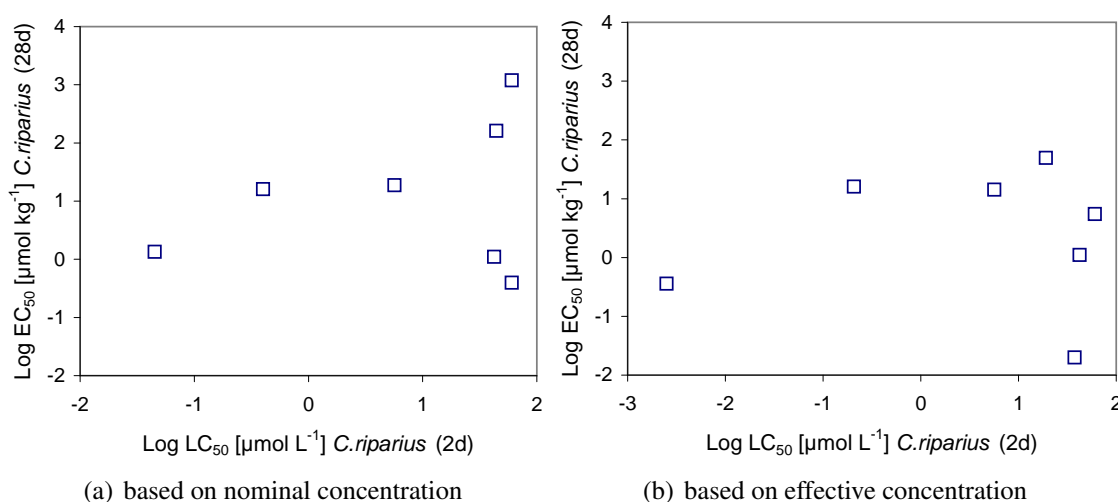 Log EC50 [µmol kg-1] C.riparius (28d)
4
3
2
1
0
-1
-2
-2 -1 0 1 2
Log LC50 [µmol L-1] C.riparius (2d)
(a) based on nominal concentration
Log EC50 [µmol kg-1] C.riparius (28d)
4
3
2
1
0
-1
-2
-3 -2 -1 0 1 2
Log LC50 [µmol L-1] C.riparius (2d)
(b) based on effective concentration